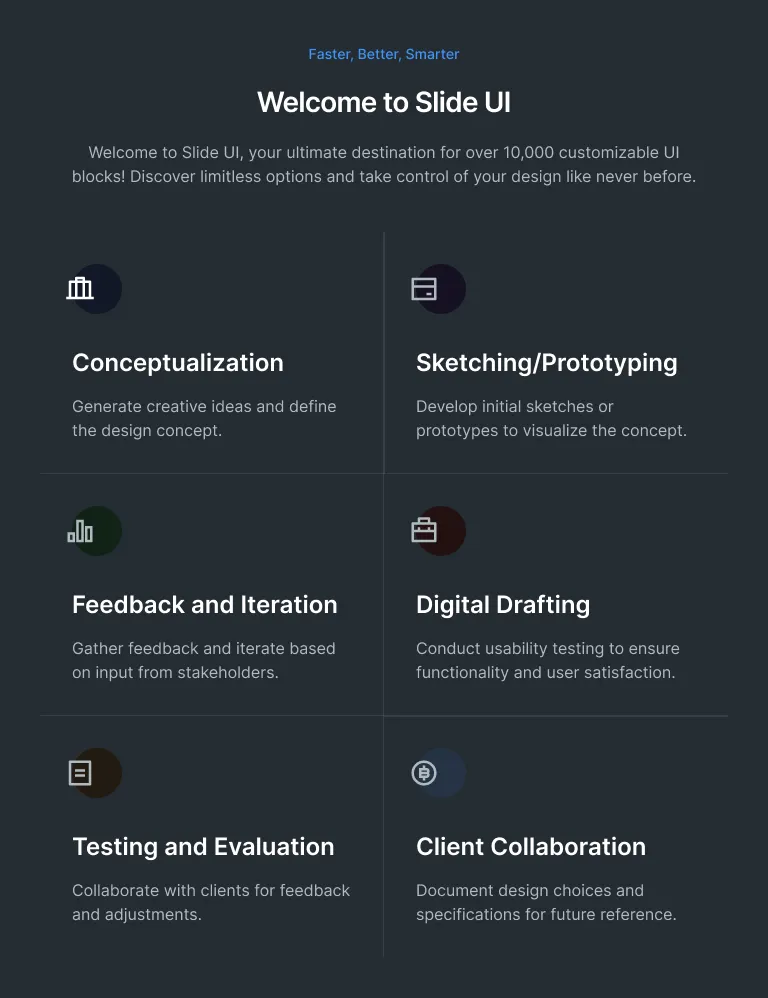 Faster, Better, Smarter
Welcome to Slide UI
Welcome to Slide UI, your ultimate destination for over 10,000 customizable UI
blocks! Discover limitless options and take control of your design like never before.
Conceptualization
Generate creative ideas and define
the design concept.
Sketching/Prototyping
Develop initial sketches or
prototypes to visualize the concept.
Feedback and Iteration
Gather feedback and iterate based
on input from stakeholders.
Digital Drafting
Conduct usability testing to ensure
functionality and user satisfaction.
Testing and Evaluation
Collaborate with clients for feedback
and adjustments.
Client Collaboration
Document design choices and
specifications for future reference.